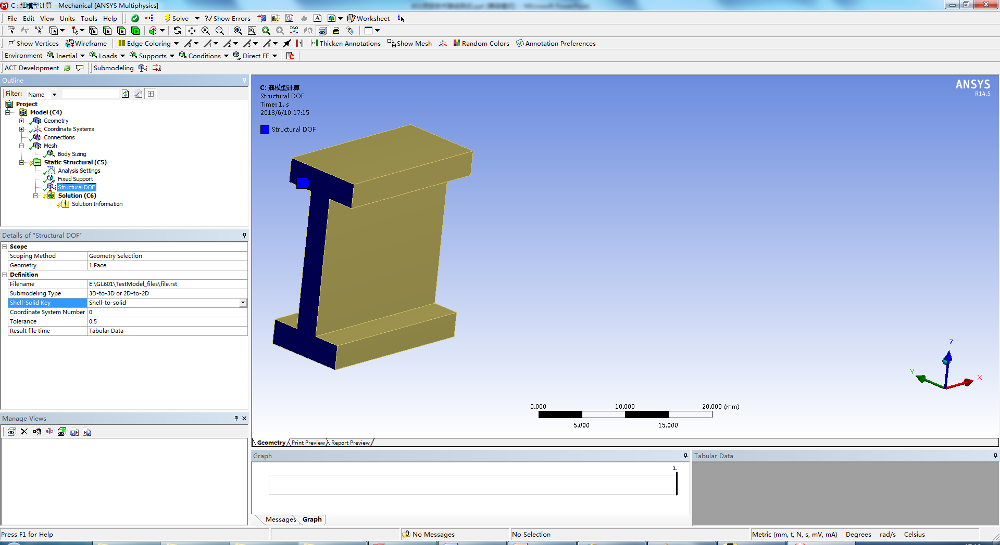 C : 细模型计算 - Mechanical [ANSYS Multiphysics]
File Edit View Units Tools Help Solve ?/ Show Errors Worksheet
Show Vertices Wireframe Edge Coloring Thicken Annotations Show Mesh Random Colors Annotation Preferences
Environment Inertial Loads Supports Conditions Direct FE
ACT Development Submodeling
Outline
Filter: Name
Project
Model (C4)
Geometry
Coordinate Systems
Connections
Mesh
Body Sizing
Static Structural (C5)
Analysis Settings
Fixed Support
Structural DOF
Solution (C6)
Solution Information
Details of "Structural DOF"
Scope
Scoping Method Geometry Selection
Geometry 1 Face
Definition
Filename E:\GL601\TestModel_files\file.rst
Submodeling Type 3D-to-3D or 2D-to-2D
Shell-Solid Key Shell-to-solid
Coordinate System Number 0
Tolerance 0.5
Result file time Tabular Data
Manage Views
C: 细模型计算
Structural DOF
Time: 1. s
2013/6/10 17:15
Structural DOF
ANSYS
R14.5
Z
Y
X
0.000 10.000 20.000 (mm)
5.000 15.000
Geometry Print Preview Report Preview
Graph
1.
Messages Graph
Tabular Data
Press F1 for Help
0 No Messages
No Selection
Metric (mm, t, N, s, mV, mA) Degrees rad/s Celsius